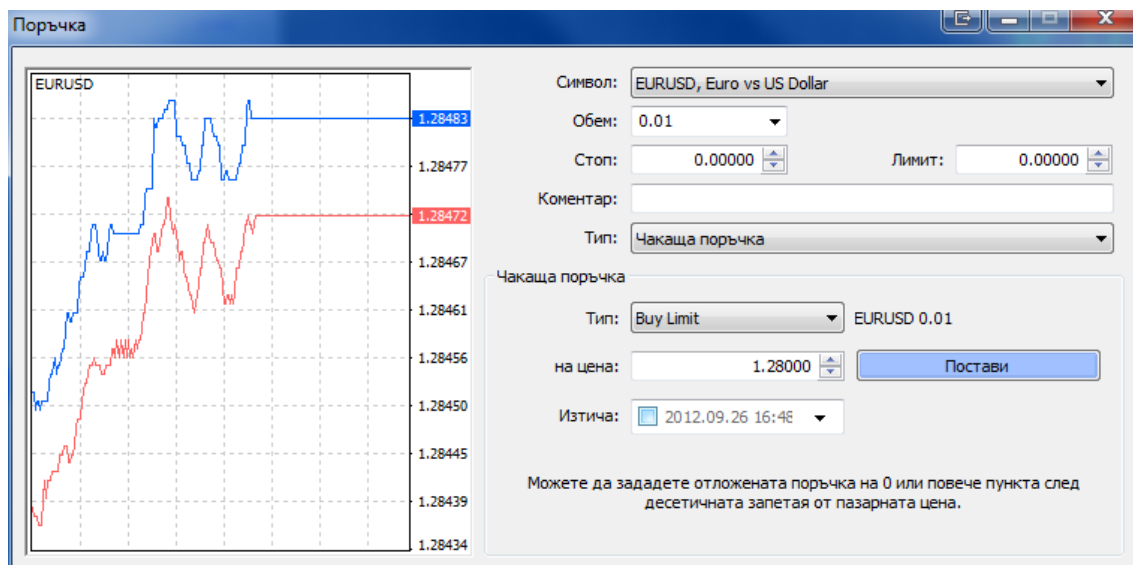 Поръчка
EURUSD
1.28483
1.28477
1.28472
1.28467
1.28461
1.28456
1.28450
1.28445
1.28439
1.28434
Символ: EURUSD, Euro vs US Dollar
Обем: 0.01
Стоп: 0.00000 Лимит: 0.00000
Коментар:
Тип: Чакаща поръчка
Чакаща поръчка
Тип: Buy Limit EURUSD 0.01
на цена: 1.28000 Постави
Изтича: 2012.09.26 16:48
Можете да зададете отложената поръчка на 0 или повече пункта след
десетичната запетая от пазарната цена.